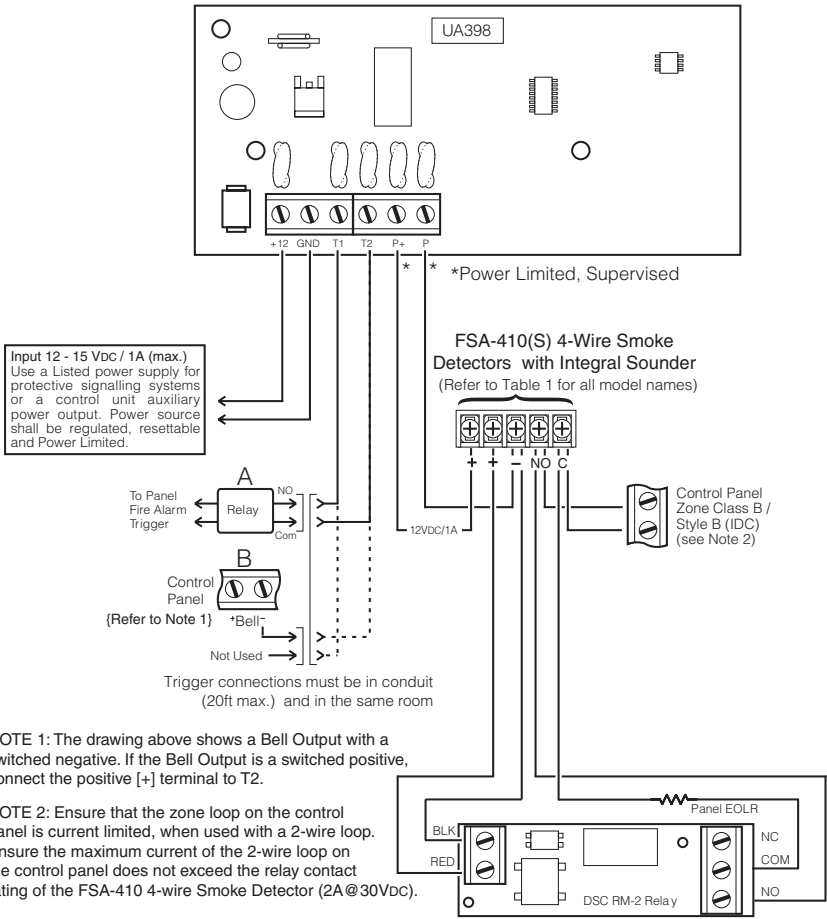 UA398
+12 GND T1 T2 P+ P
* *
*Power Limited, Supervised
Input 12 - 15 VDC / 1A (max.)
Use a Listed power supply for
protective signalling systems
or a control unit auxiliary
power output. Power source
shall be regulated, resettable
and Power Limited.
FSA-410(S) 4-Wire Smoke
Detectors with Integral Sounder
(Refer to Table 1 for all model names)
+ + – NO C
A
To Panel
Fire Alarm
Trigger
Relay
NO
Com
12VDC/1A
Control Panel
Zone Class B /
Style B (IDC)
(see Note 2)
B
Control
Panel
{Refer to Note 1}
+Bell-
Not Used
Trigger connections must be in conduit
(20ft max.) and in the same room
OTE 1: The drawing above shows a Bell Output with a
witched negative. If the Bell Output is a switched positive,
onnect the positive [+] terminal to T2.
OTE 2: Ensure that the zone loop on the control
anel is current limited, when used with a 2-wire loop.
nsure the maximum current of the 2-wire loop on
e control panel does not exceed the relay contact
ating of the FSA-410 4-wire Smoke Detector (2A@30VDC).
Panel EOLR
BLK
RED
NC
COM
NO
DSC RM-2 Relay